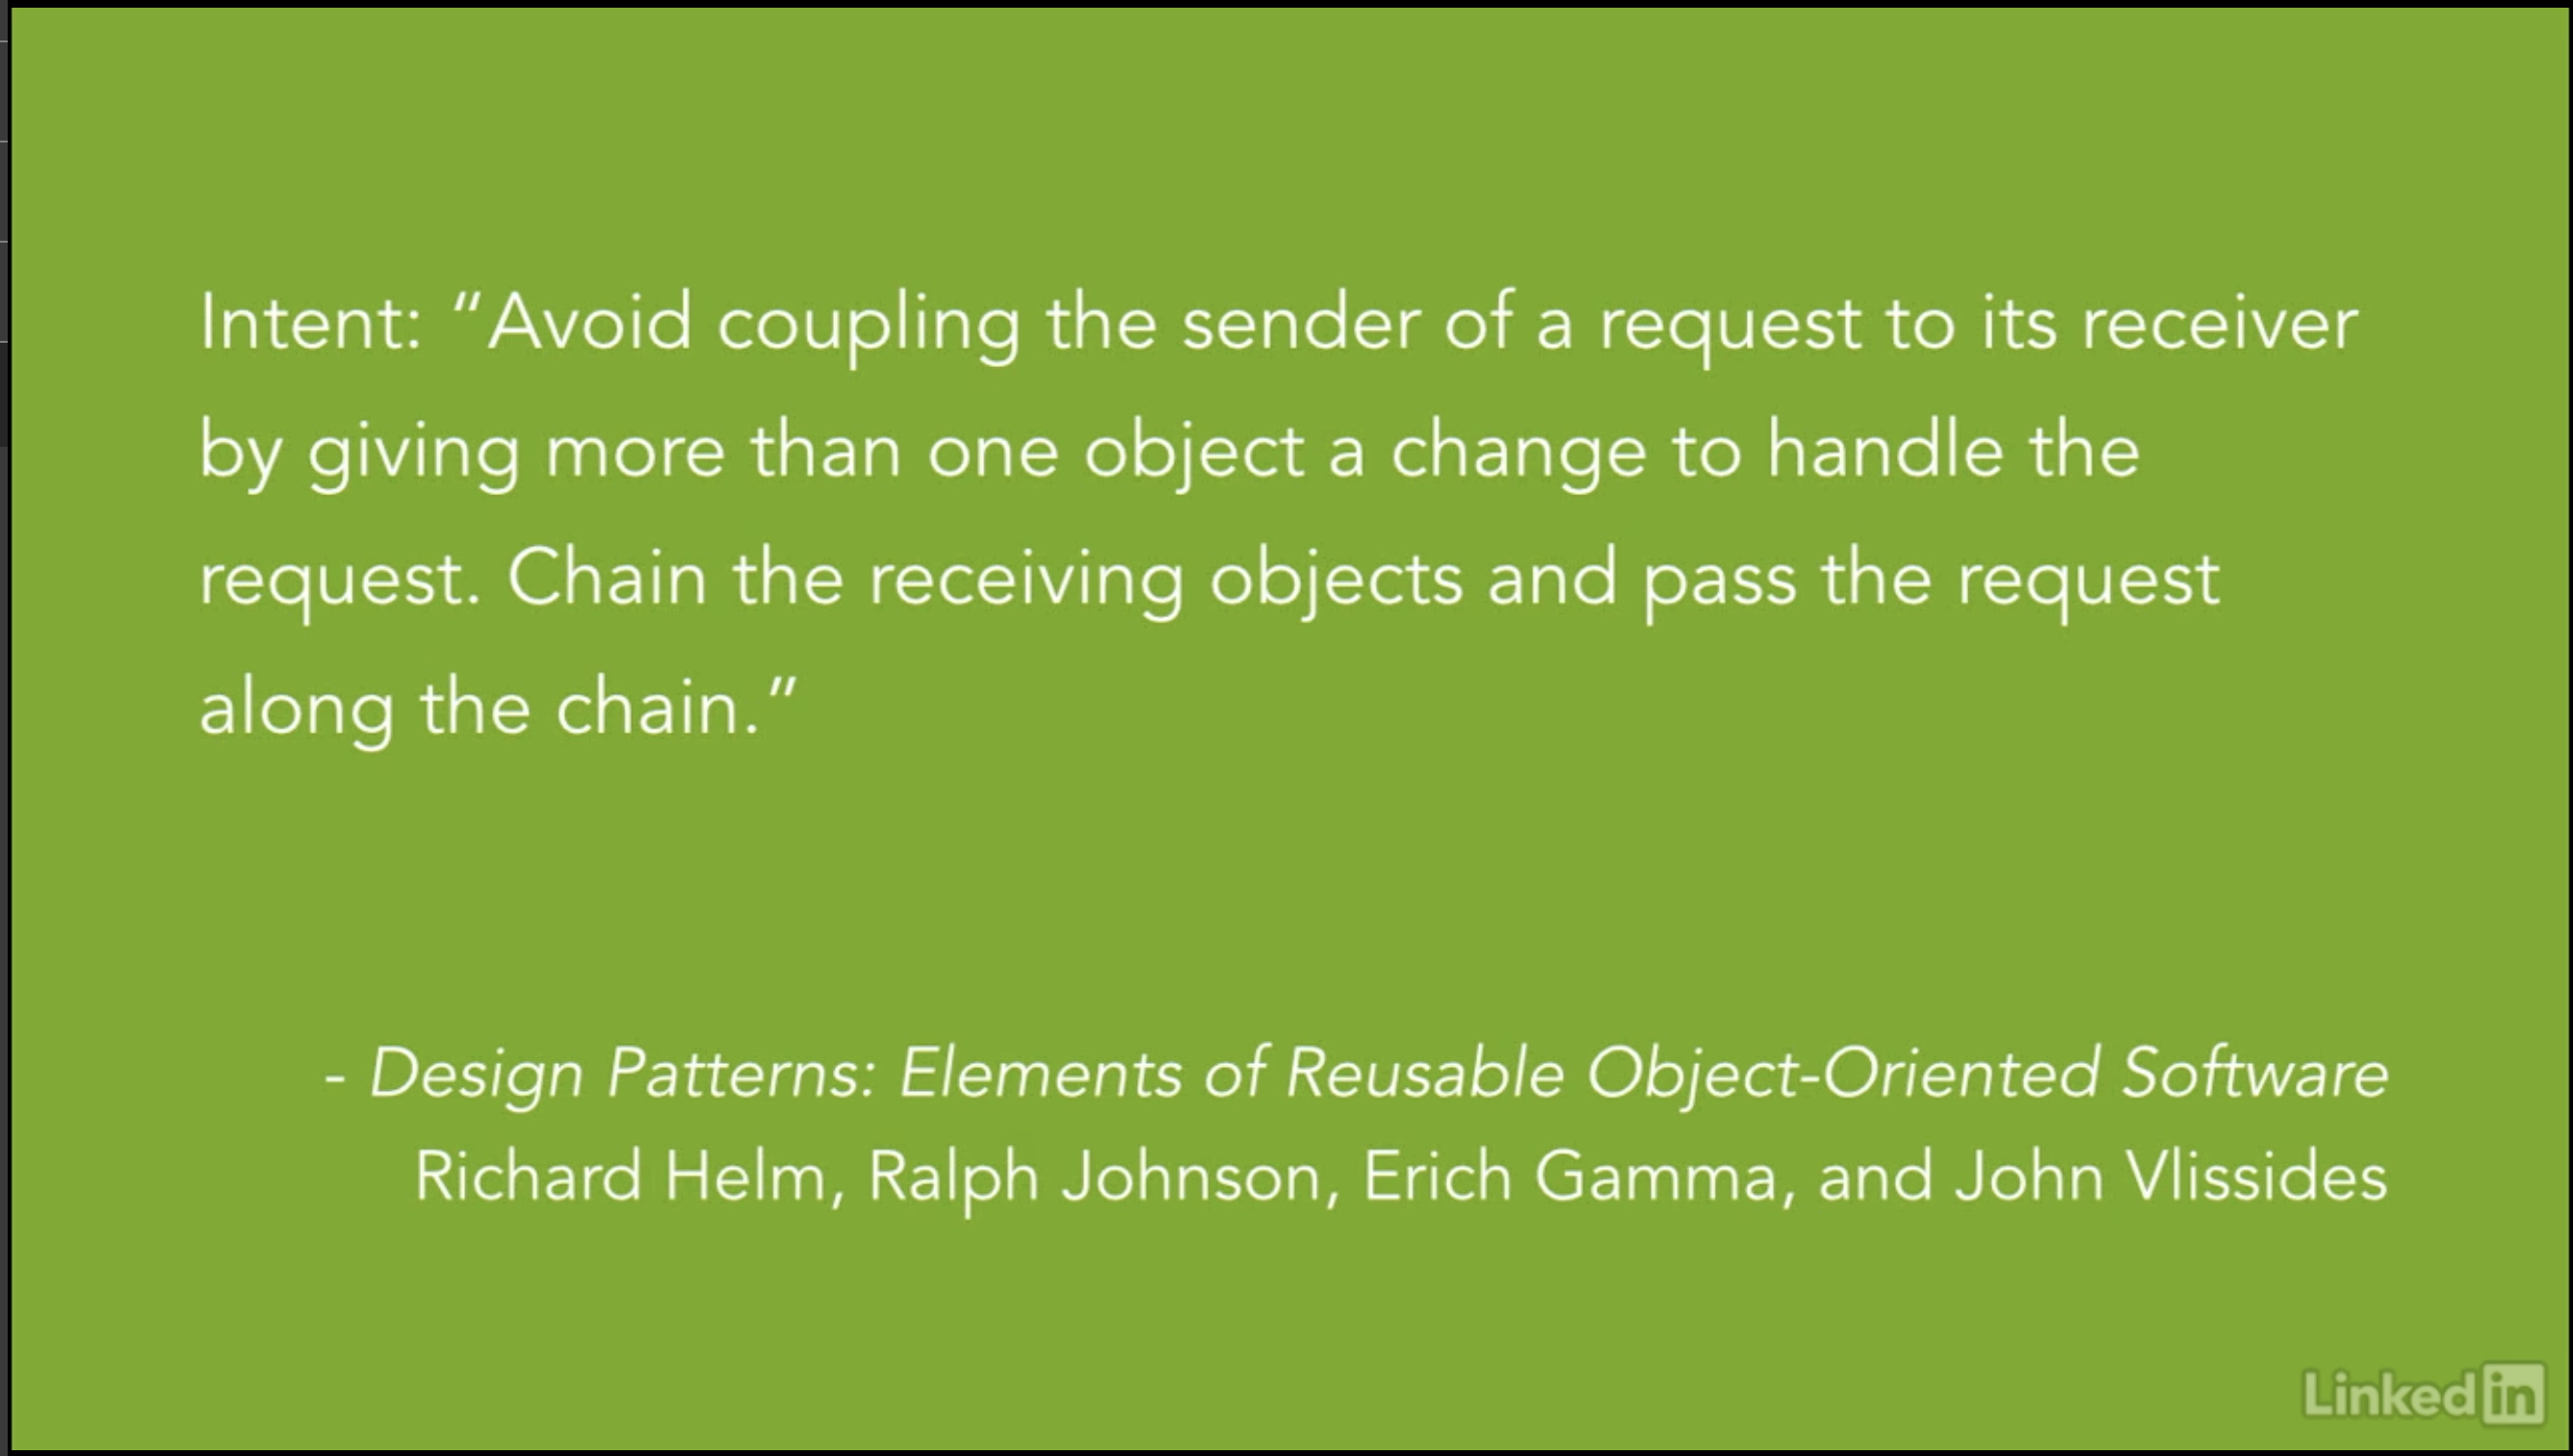 Intent: “Avoid coupling the sender of a request to its receiver
by giving more than one object a change to handle the
request. Chain the receiving objects and pass the request
along the chain.”
- Design Patterns: Elements of Reusable Object-Oriented Software
Richard Helm, Ralph Johnson, Erich Gamma, and John Vlissides
Linked in